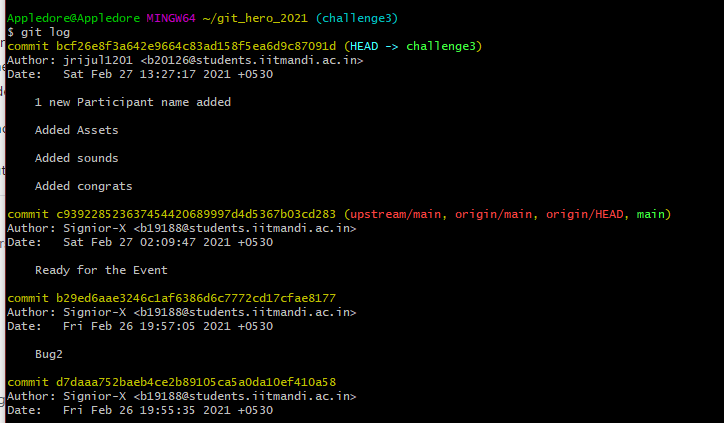 Appledore@Appledore MINGW64 ~/git_hero_2021 (challenge3)
$ git log
commit bcf26e8f3a642e9664c83ad158f5ea6d9c87091d (HEAD -> challenge3)
Author: jrijul1201 <b20126@students.iitmandi.ac.in>
Date:   Sat Feb 27 13:27:17 2021 +0530
    1 new Participant name added
    Added Assets
    Added sounds
    Added congrats
commit c939228523637454420689997d4d5367b03cd283 (upstream/main, origin/main, origin/HEAD, main)
Author: Signior-X <b19188@students.iitmandi.ac.in>
Date:   Sat Feb 27 02:09:47 2021 +0530
    Ready for the Event
commit b29ed6aae3246c1af6386d6c7772cd17cfae8177
Author: Signior-X <b19188@students.iitmandi.ac.in>
Date:   Fri Feb 26 19:57:05 2021 +0530
    Bug2
commit d7daaa752baeb4ce2b89105ca5a0da10ef410a58
Author: Signior-X <b19188@students.iitmandi.ac.in>
Date:   Fri Feb 26 19:55:35 2021 +0530